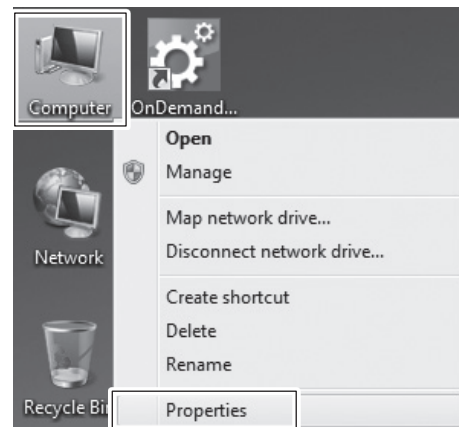 Computer
OnDemand...
Open
Manage
Map network drive...
Disconnect network drive...
Network
Create shortcut
Delete
Rename
Recycle Bi
Properties